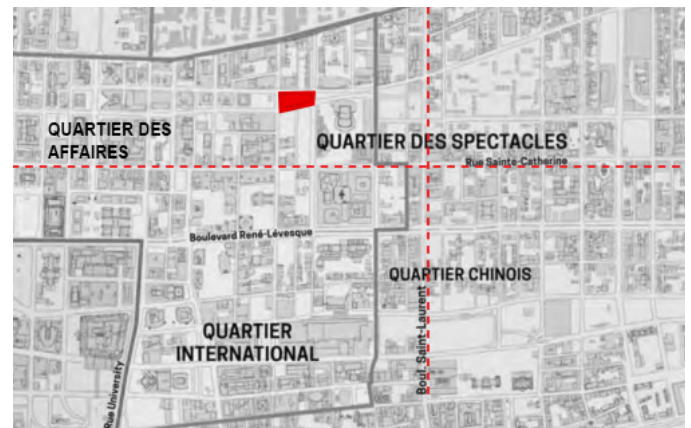 QUARTIER DES
AFFAIRES
QUARTIER DES SPECTACLES
Rue Sainte-Catherine
Boulevard René-Lévesque
QUARTIER CHINOIS
QUARTIER
INTERNATIONAL
Boul. Saint-Laurent
Rue University